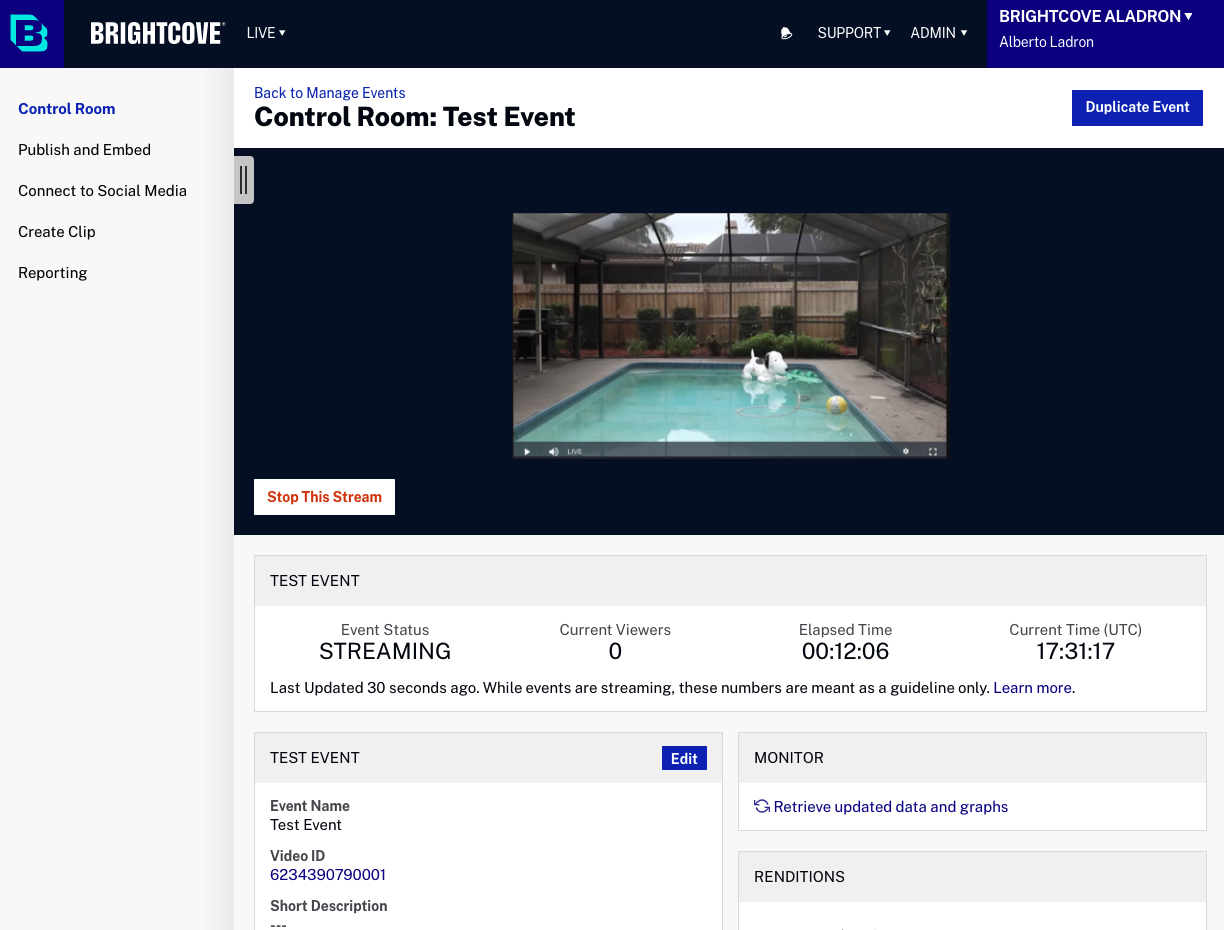 BRIGHTCOVE
LIVE
SUPPORT
ADMIN
BRIGHTCOVE ALADRON
Alberto Ladron
Control Room
Publish and Embed
Connect to Social Media
Create Clip
Reporting
Back to Manage Events
Control Room: Test Event
Duplicate Event
LIVE
Stop This Stream
TEST EVENT
Event Status
STREAMING
Current Viewers
0
Elapsed Time
00:12:06
Current Time (UTC)
17:31:17
Last Updated 30 seconds ago. While events are streaming, these numbers are meant as a guideline only. Learn more.
TEST EVENT
Edit
Event Name
Test Event
Video ID
6234390790001
Short Description
---
MONITOR
Retrieve updated data and graphs
RENDITIONS